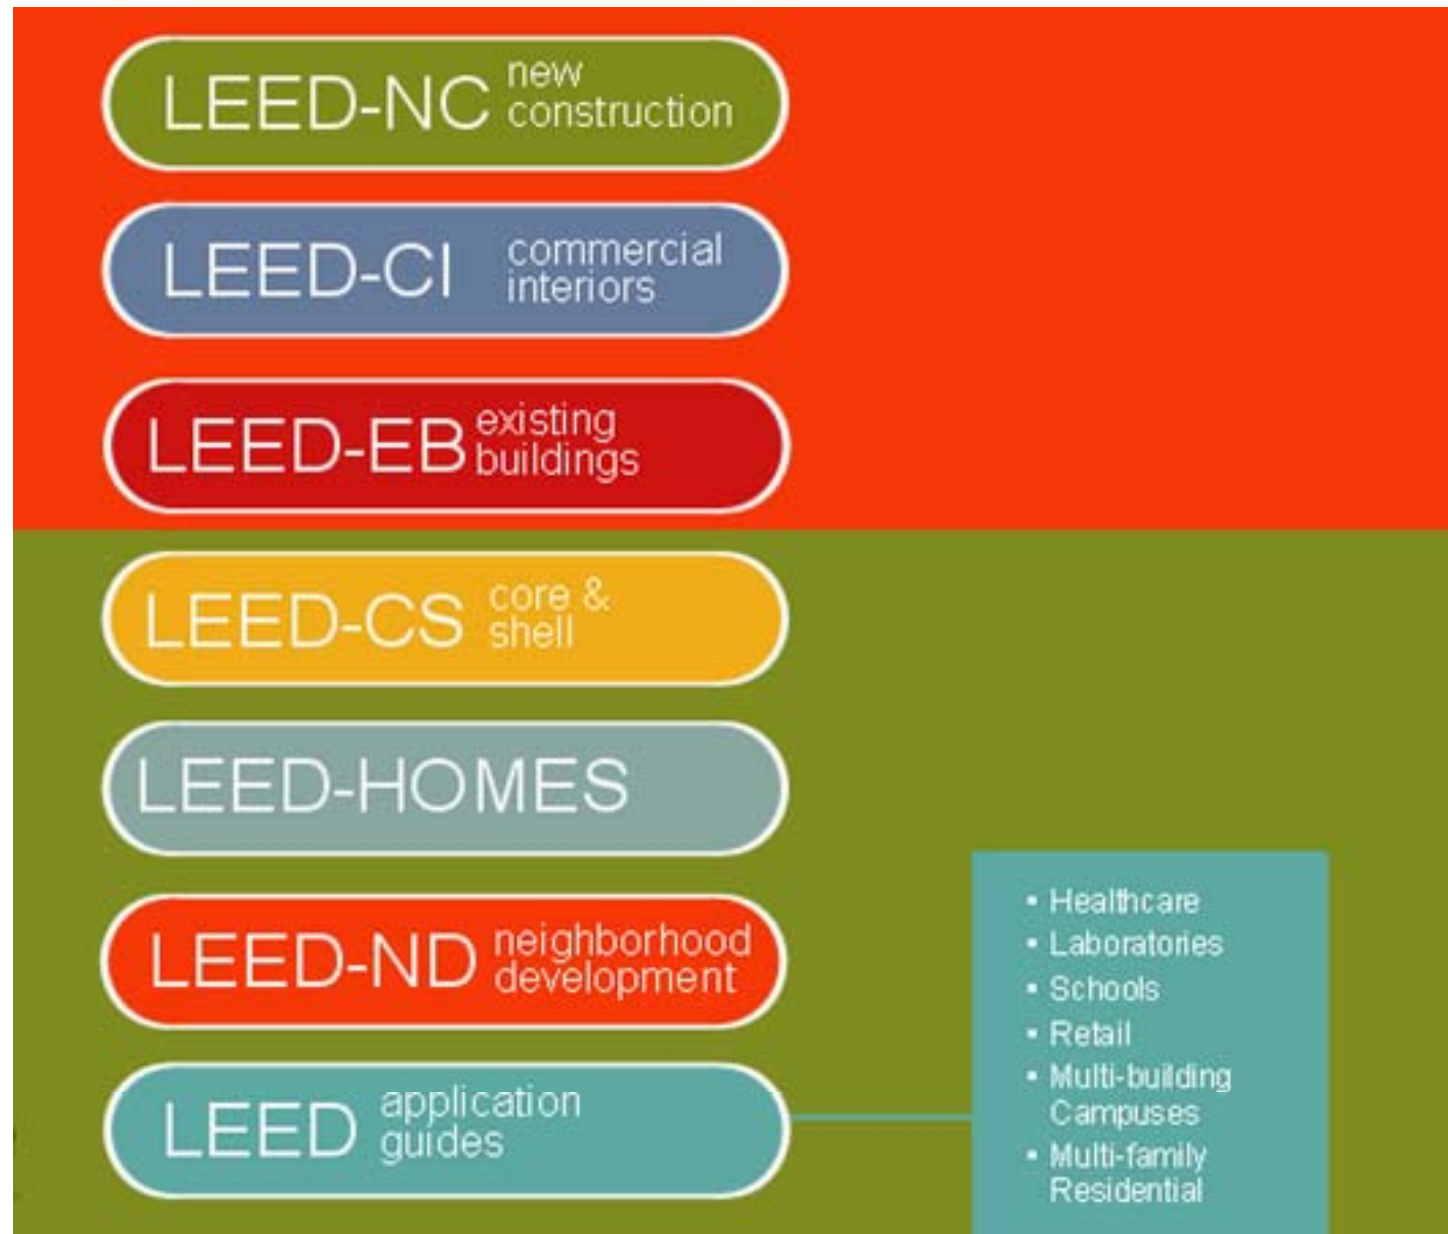 LEED-NC new
construction
LEED-CI commercial
interiors
LEED-EB existing
buildings
LEED-CS core &
shell
LEED-HOMES
LEED-ND neighborhood
development
LEED application
guides
▪ Healthcare
▪ Laboratories
▪ Schools
▪ Retail
▪ Multi-building
Campuses
▪ Multi-family
Residential